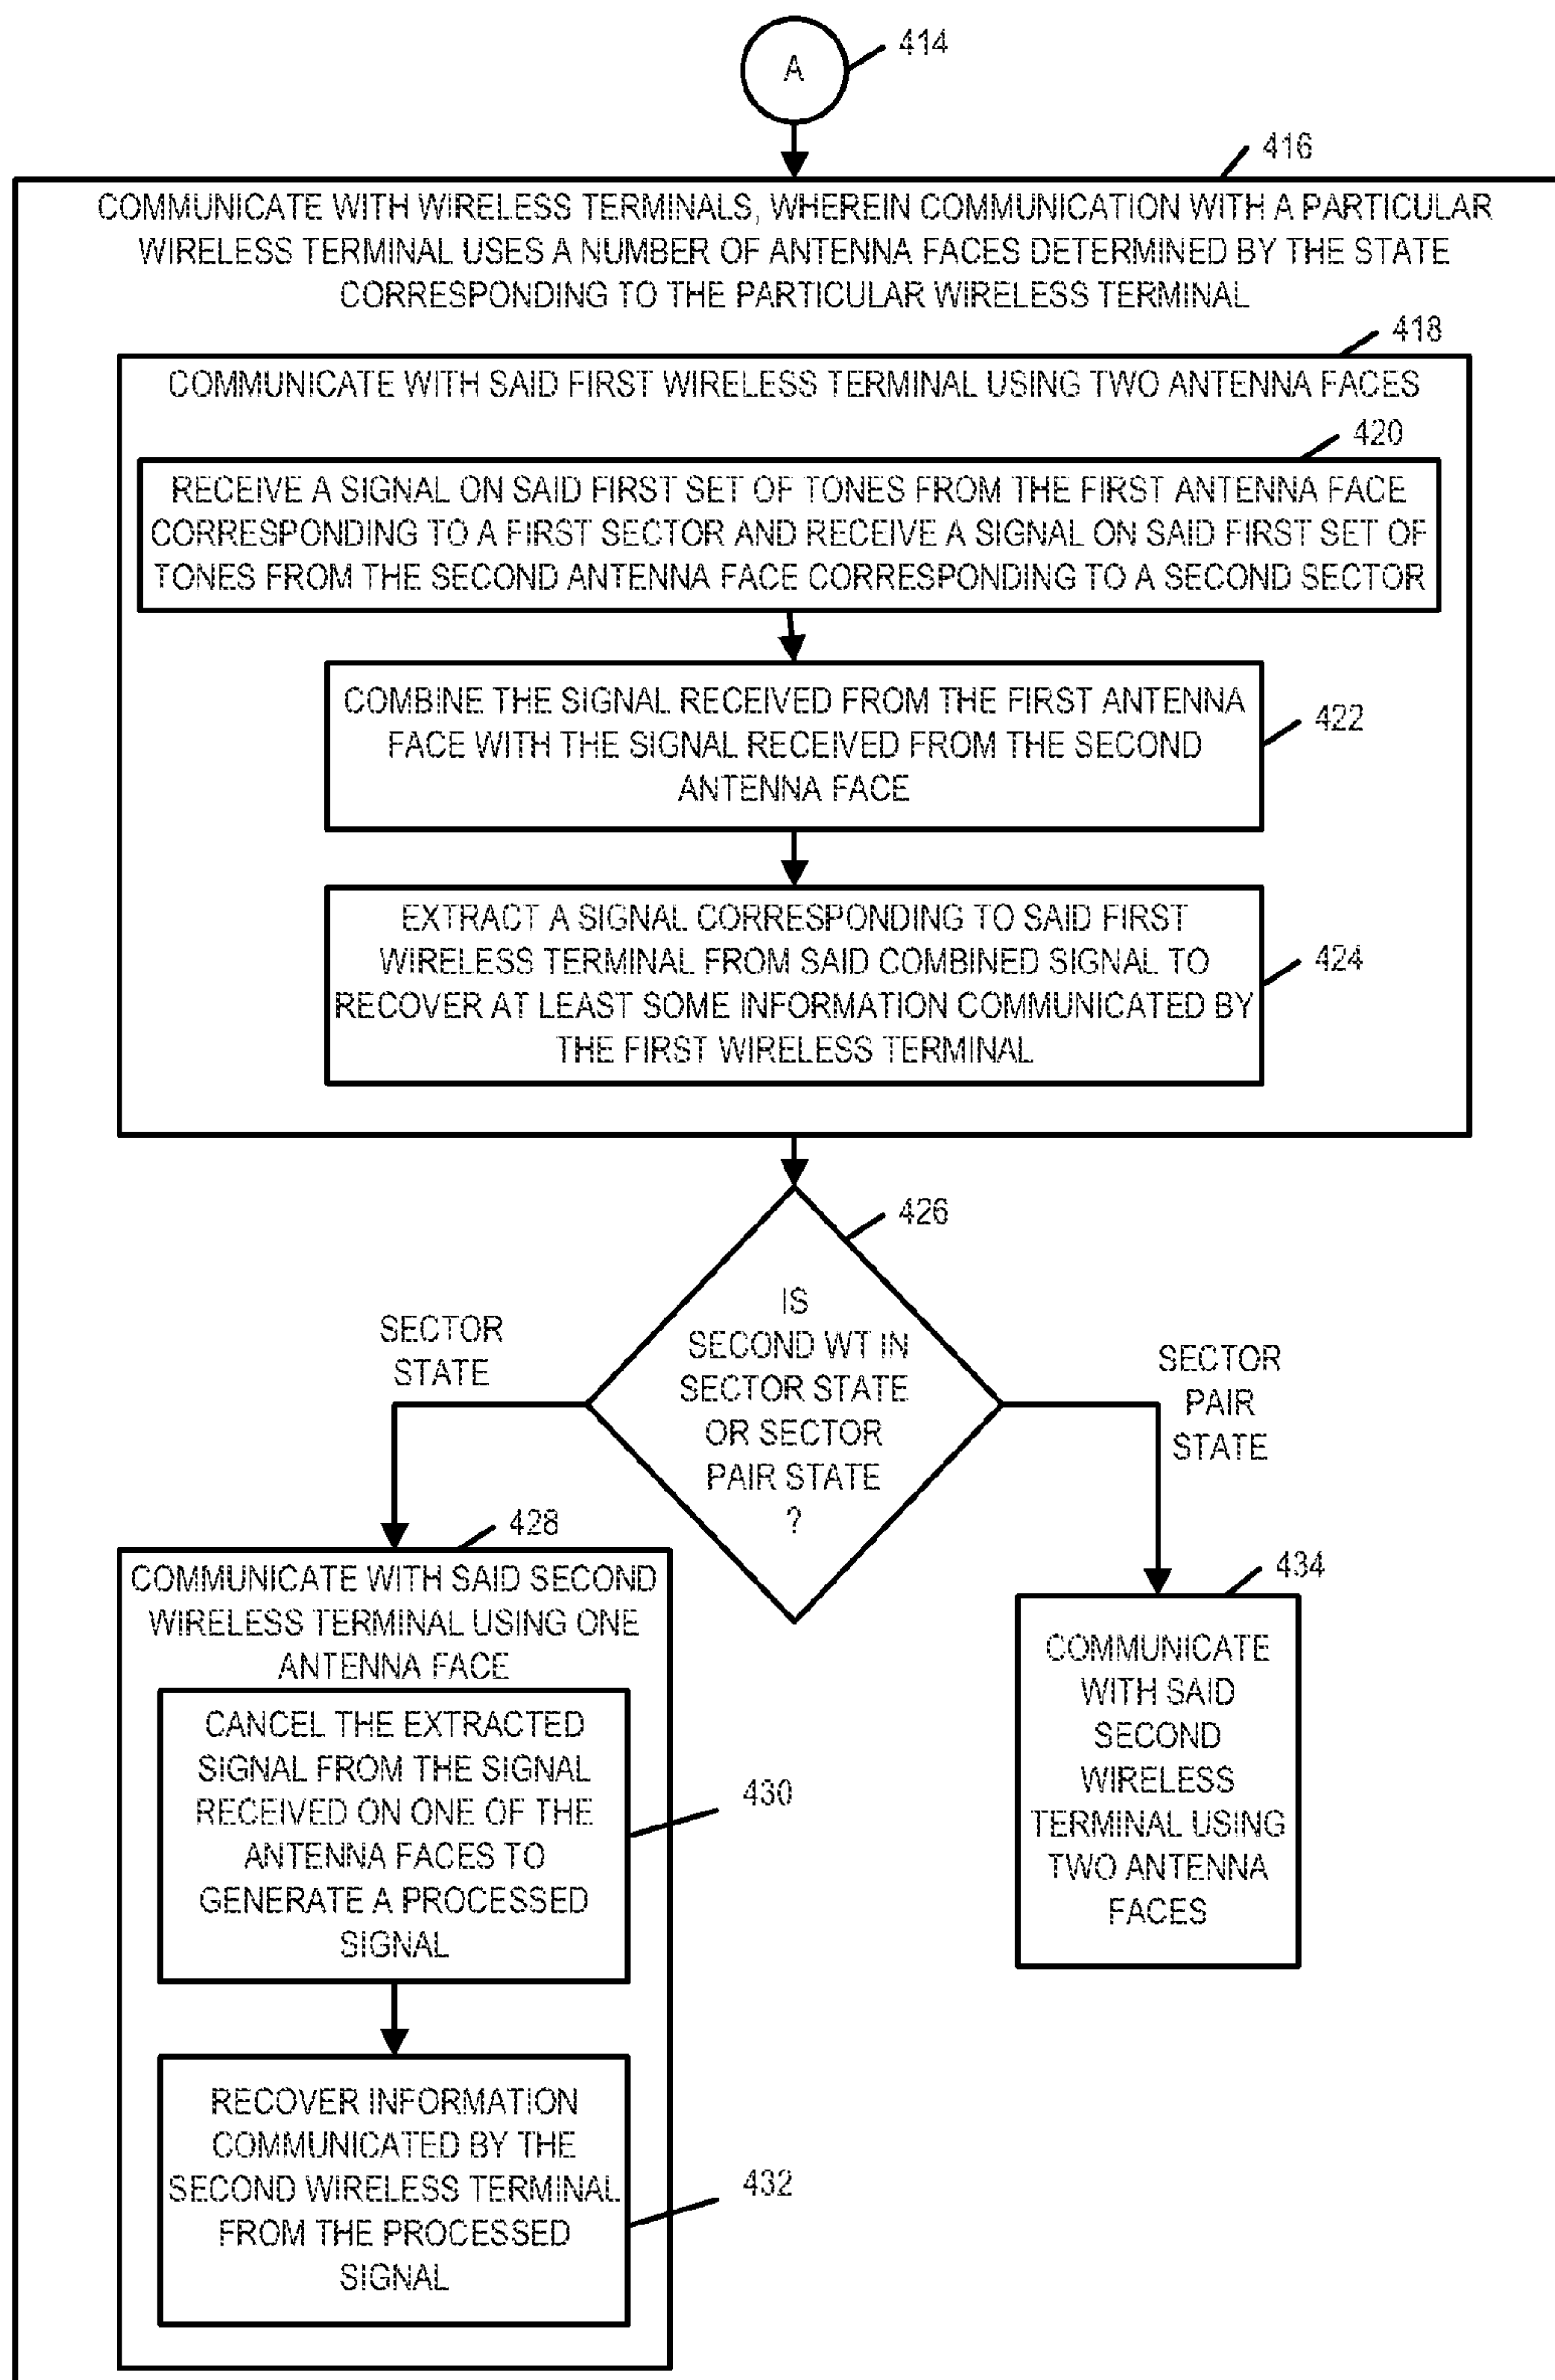 A
414
416
COMMUNICATE WITH WIRELESS TERMINALS, WHEREIN COMMUNICATION WITH A PARTICULAR
WIRELESS TERMINAL USES A NUMBER OF ANTENNA FACES DETERMINED BY THE STATE
CORRESPONDING TO THE PARTICULAR WIRELESS TERMINAL
418
COMMUNICATE WITH SAID FIRST WIRELESS TERMINAL USING TWO ANTENNA FACES
420
RECEIVE A SIGNAL ON SAID FIRST SET OF TONES FROM THE FIRST ANTENNA FACE
CORRESPONDING TO A FIRST SECTOR AND RECEIVE A SIGNAL ON SAID FIRST SET OF
TONES FROM THE SECOND ANTENNA FACE CORRESPONDING TO A SECOND SECTOR
COMBINE THE SIGNAL RECEIVED FROM THE FIRST ANTENNA
FACE WITH THE SIGNAL RECEIVED FROM THE SECOND
ANTENNA FACE
422
EXTRACT A SIGNAL CORRESPONDING TO SAID FIRST
WIRELESS TERMINAL FROM SAID COMBINED SIGNAL TO
RECOVER AT LEAST SOME INFORMATION COMMUNICATED BY
THE FIRST WIRELESS TERMINAL
424
426
IS
SECOND WT IN
SECTOR STATE
OR SECTOR
PAIR STATE
?
SECTOR
STATE
SECTOR
PAIR
STATE
428
COMMUNICATE WITH SAID SECOND
WIRELESS TERMINAL USING ONE
ANTENNA FACE
CANCEL THE EXTRACTED
SIGNAL FROM THE SIGNAL
RECEIVED ON ONE OF THE
ANTENNA FACES TO
GENERATE A PROCESSED
SIGNAL
430
RECOVER INFORMATION
COMMUNICATED BY THE
SECOND WIRELESS TERMINAL
FROM THE PROCESSED
SIGNAL
432
434
COMMUNICATE
WITH SAID
SECOND
WIRELESS
TERMINAL USING
TWO ANTENNA
FACES